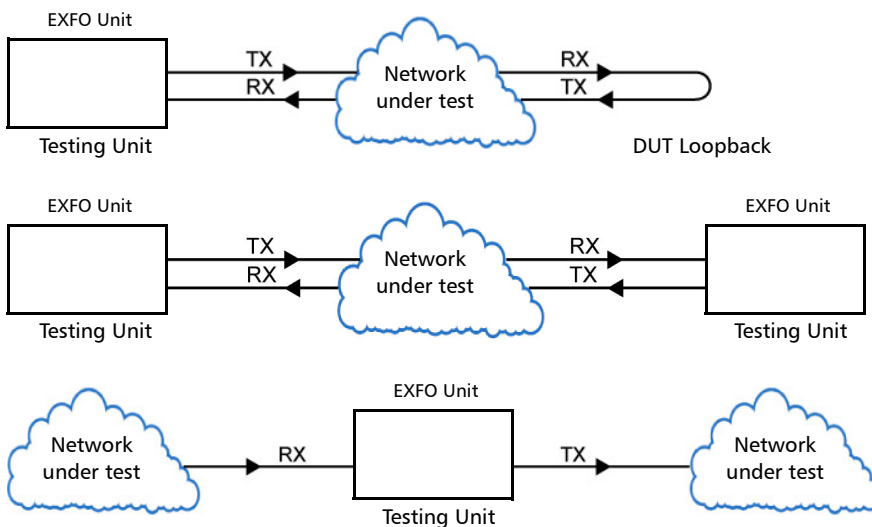 EXFO Unit
TX
RX
Network
under test
RX
TX
Testing Unit
DUT Loopback
EXFO Unit
EXFO Unit
TX
RX
Network
under test
RX
TX
Testing Unit
Testing Unit
EXFO Unit
Network
under test
RX
TX
Network
under test
Testing Unit